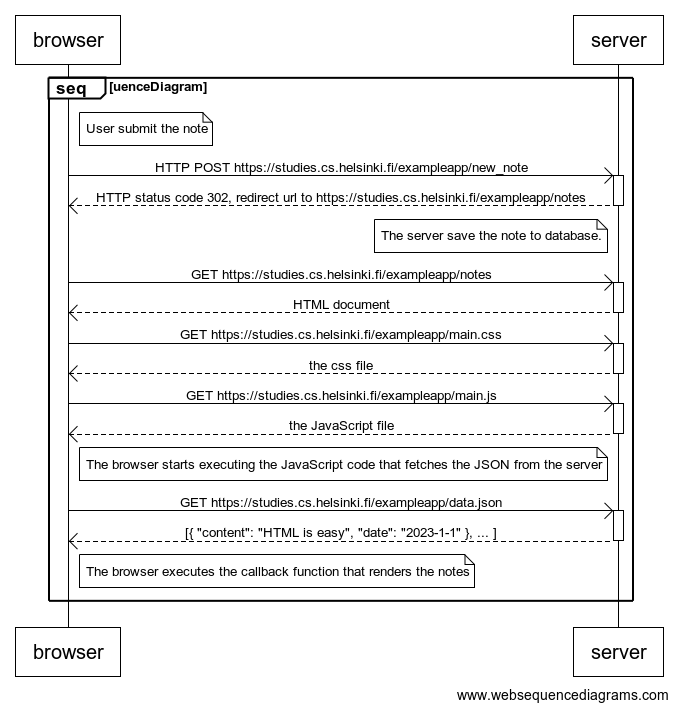 browser server
seq [uenceDiagram]
User submit the note
HTTP POST https://studies.cs.helsinki.fi/exampleapp/new_note
HTTP status code 302, redirect url to https://studies.cs.helsinki.fi/exampleapp/notes
The server save the note to database.
GET https://studies.cs.helsinki.fi/exampleapp/notes
HTML document
GET https://studies.cs.helsinki.fi/exampleapp/main.css
the css file
GET https://studies.cs.helsinki.fi/exampleapp/main.js
the JavaScript file
The browser starts executing the JavaScript code that fetches the JSON from the server
GET https://studies.cs.helsinki.fi/exampleapp/data.json
[{ "content": "HTML is easy", "date": "2023-1-1" }, ... ]
The browser executes the callback function that renders the notes
browser server
www.websequencediagrams.com